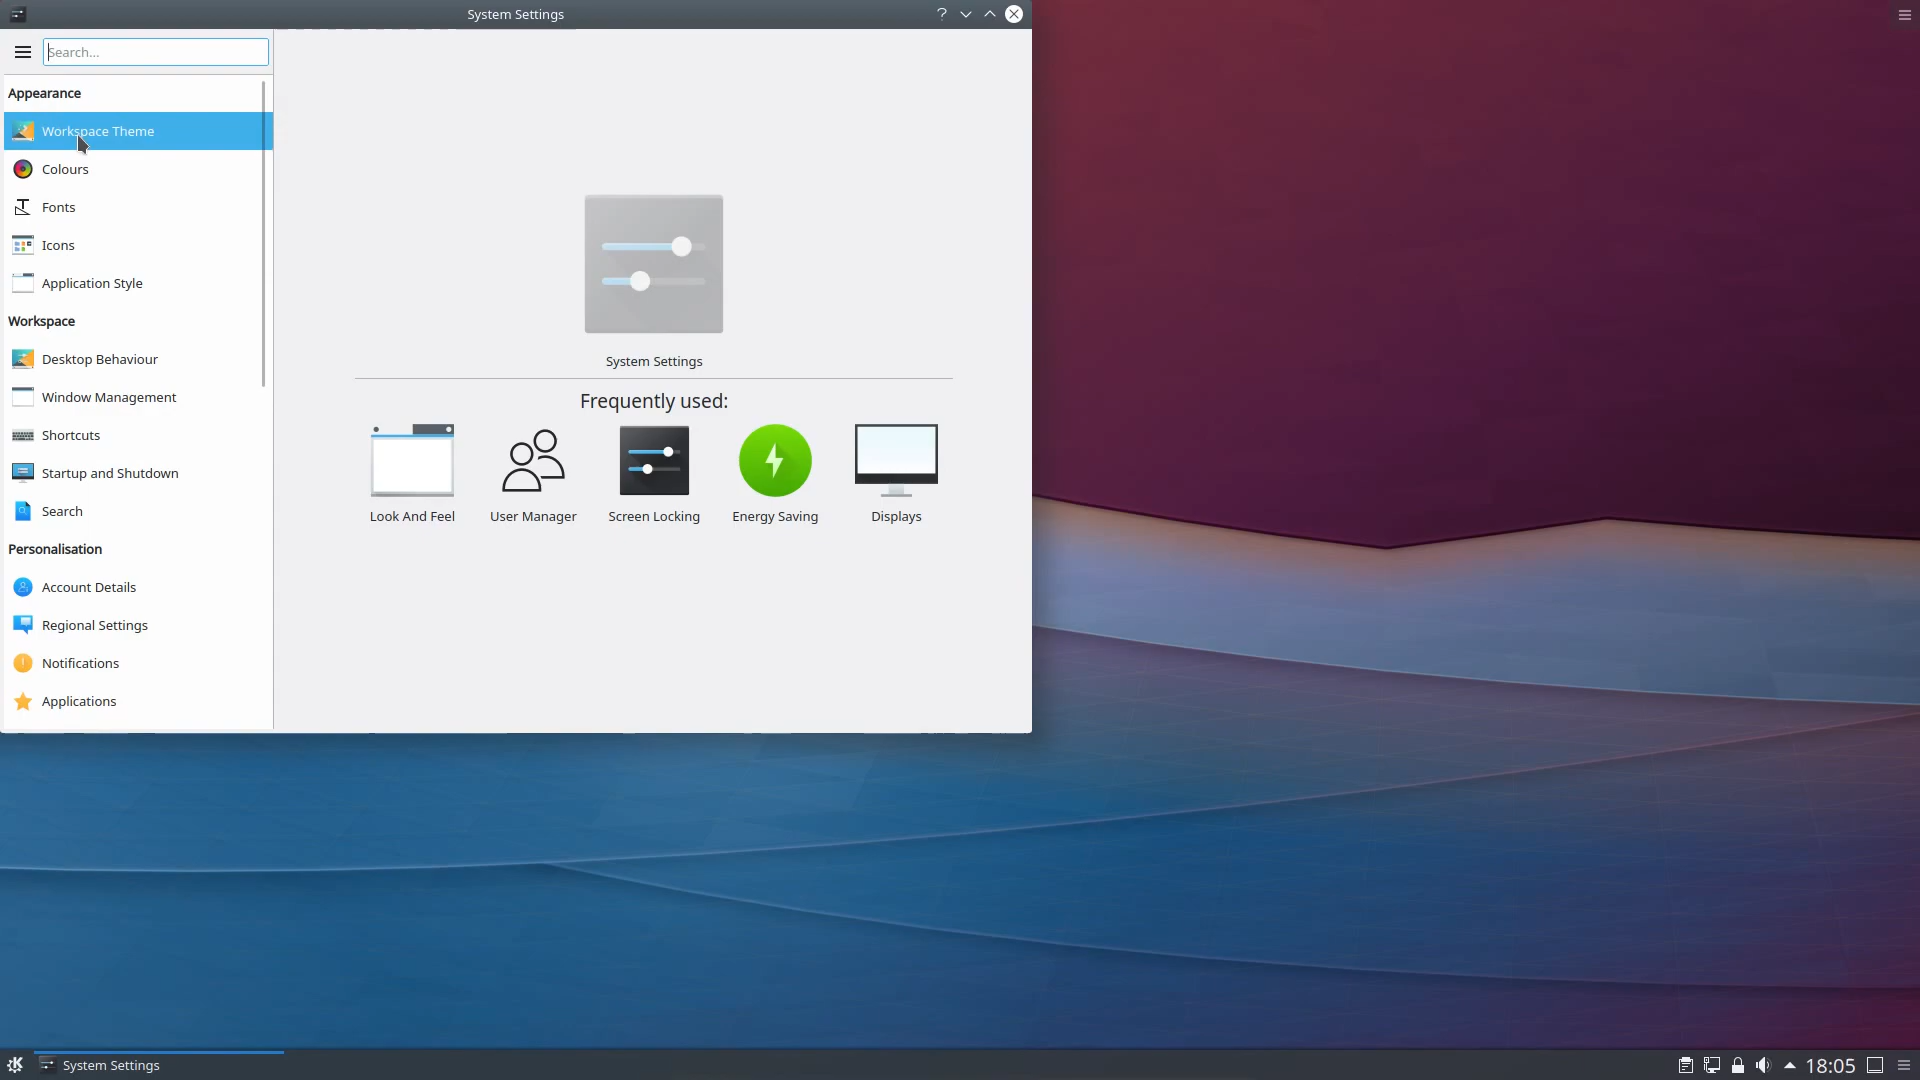 System Settings
Search...
Appearance
Workspace Theme
Colours
Fonts
Icons
Application Style
Workspace
Desktop Behaviour
Window Management
Shortcuts
Startup and Shutdown
Search
Personalisation
Account Details
Regional Settings
Notifications
Applications
System Settings
Frequently used:
Look And Feel
User Manager
Screen Locking
Energy Saving
Displays
System Settings
18:05